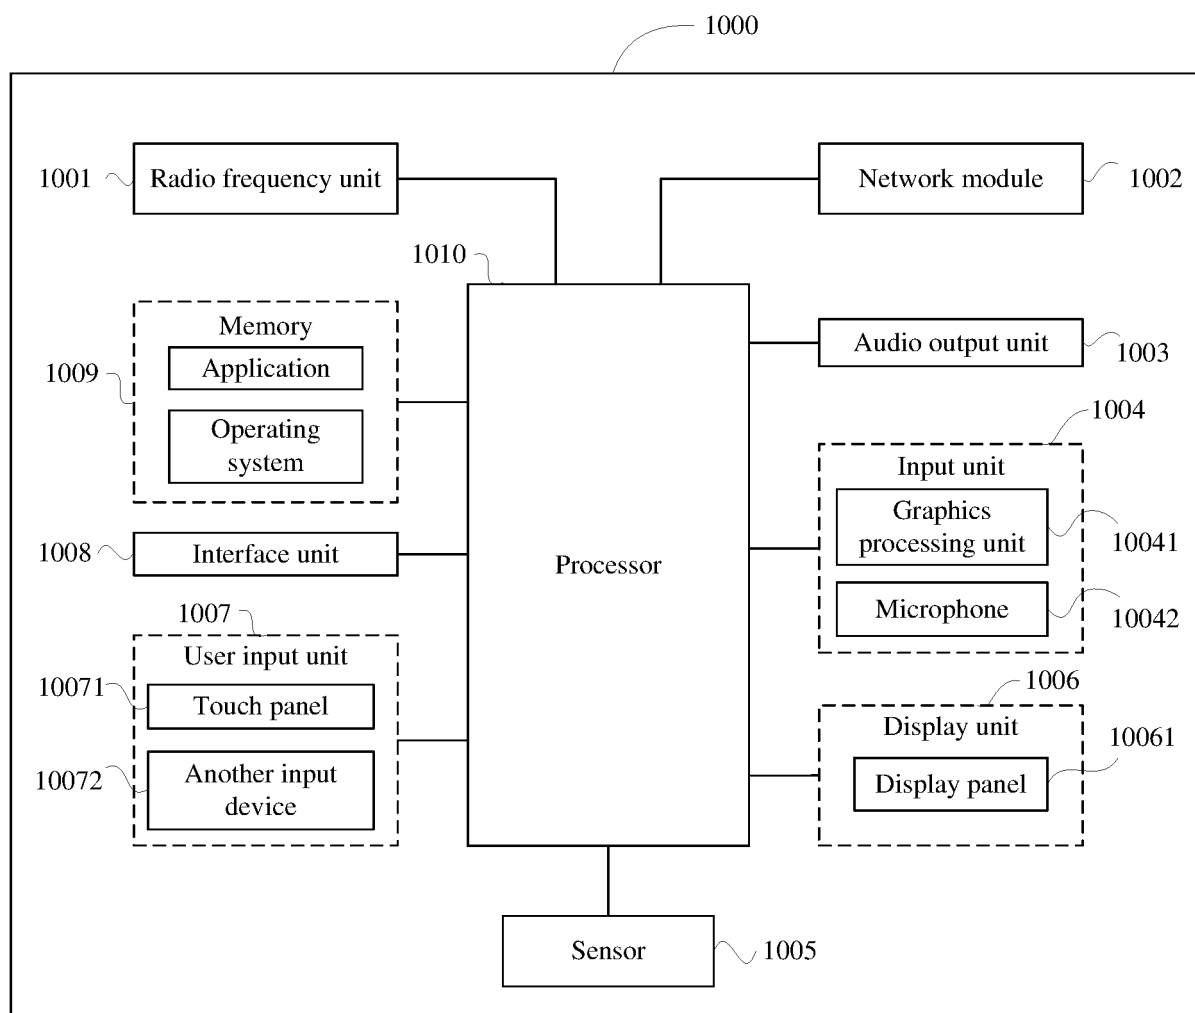 1000
1001
Radio frequency unit
Network module
1002
1010
Memory
Application
Operating
system
1009
Audio output unit
1003
1004
Input unit
Graphics
processing unit
10041
Microphone
10042
1008
Interface unit
Processor
1007
User input unit
10071
Touch panel
10072
Another input
device
1006
Display unit
10061
Display panel
Sensor
1005